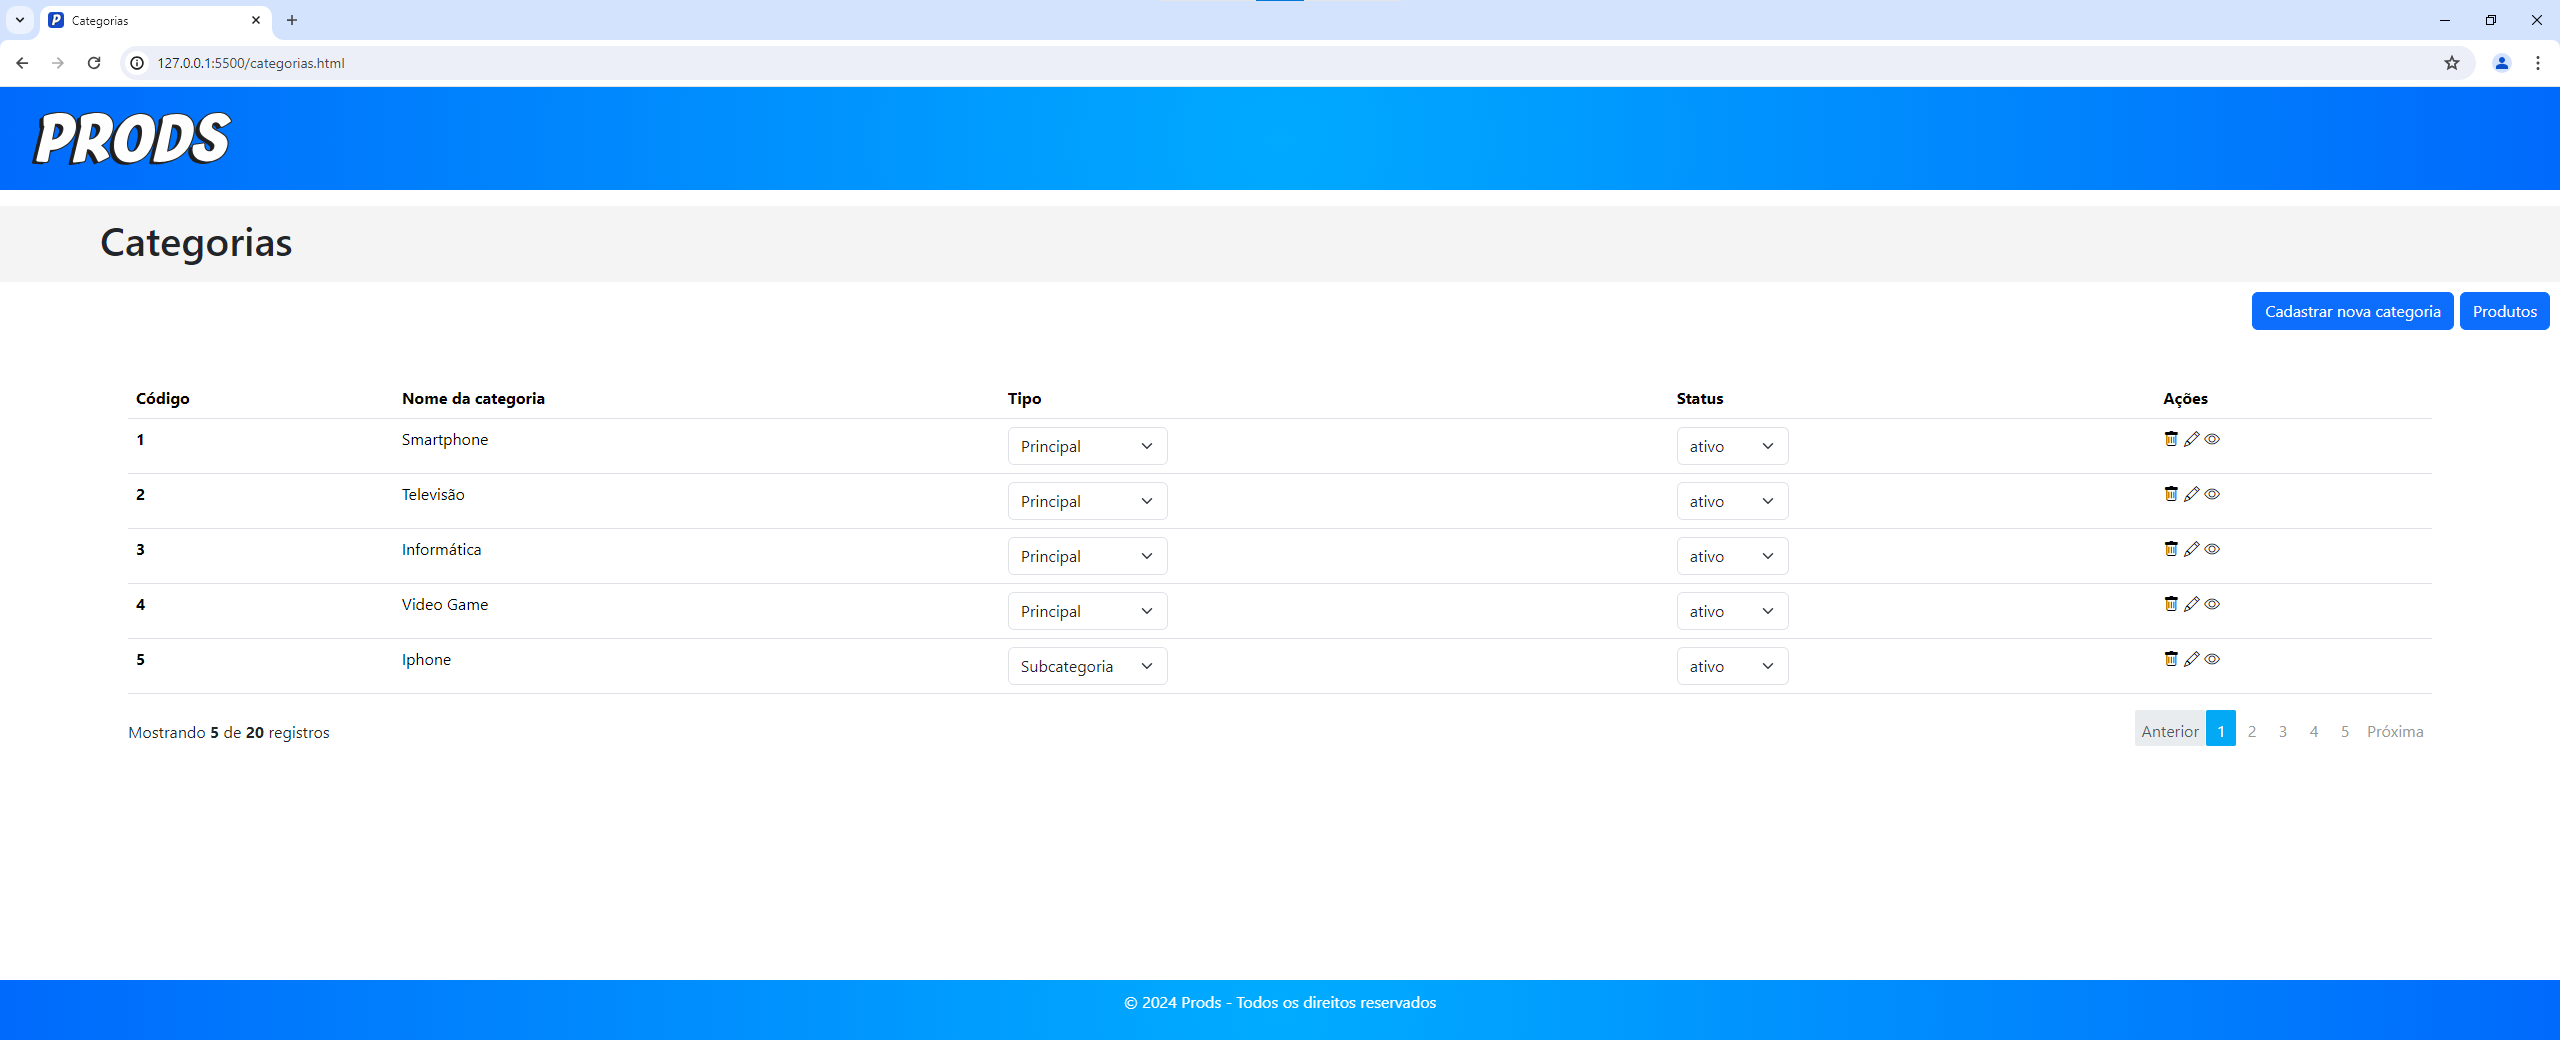 Categorias
127.0.0.1:5500/categorias.html
PRODS
Categorias
Cadastrar nova categoria Produtos
Código Nome da categoria Tipo Status Ações
1 Smartphone Principal ativo
2 Televisão Principal ativo
3 Informática Principal ativo
4 Video Game Principal ativo
5 Iphone Subcategoria ativo
Mostrando 5 de 20 registros Anterior 1 2 3 4 5 Próxima
© 2024 Prods - Todos os direitos reservados